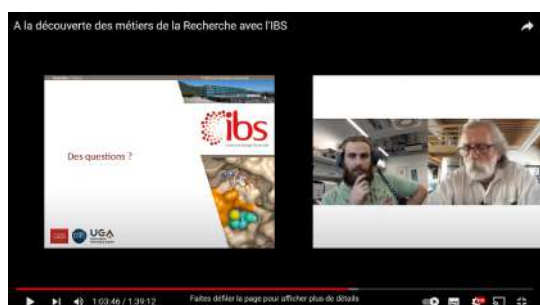 A la découverte des métiers de la Recherche avec l'IBS
ibs
Des questions ?
UGA
1:03:46 / 1:39:12
Faites défiler la page pour afficher plus de détails